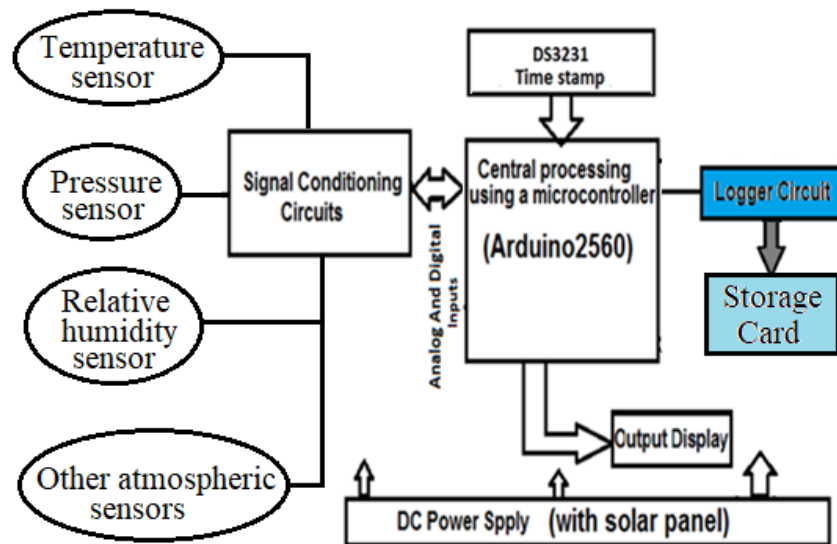 Temperature
sensor
Pressure
sensor
Relative
humidity
sensor
Other atmospheric
sensors
Signal Conditioning
Circuits
Analog And Digital
Inputs
DS3231
Time stamp
Central processing
using a microcontroller
(Arduino2560)
Logger Circuit
Storage
Card
Output Display
DC Power Spply (with solar panel)